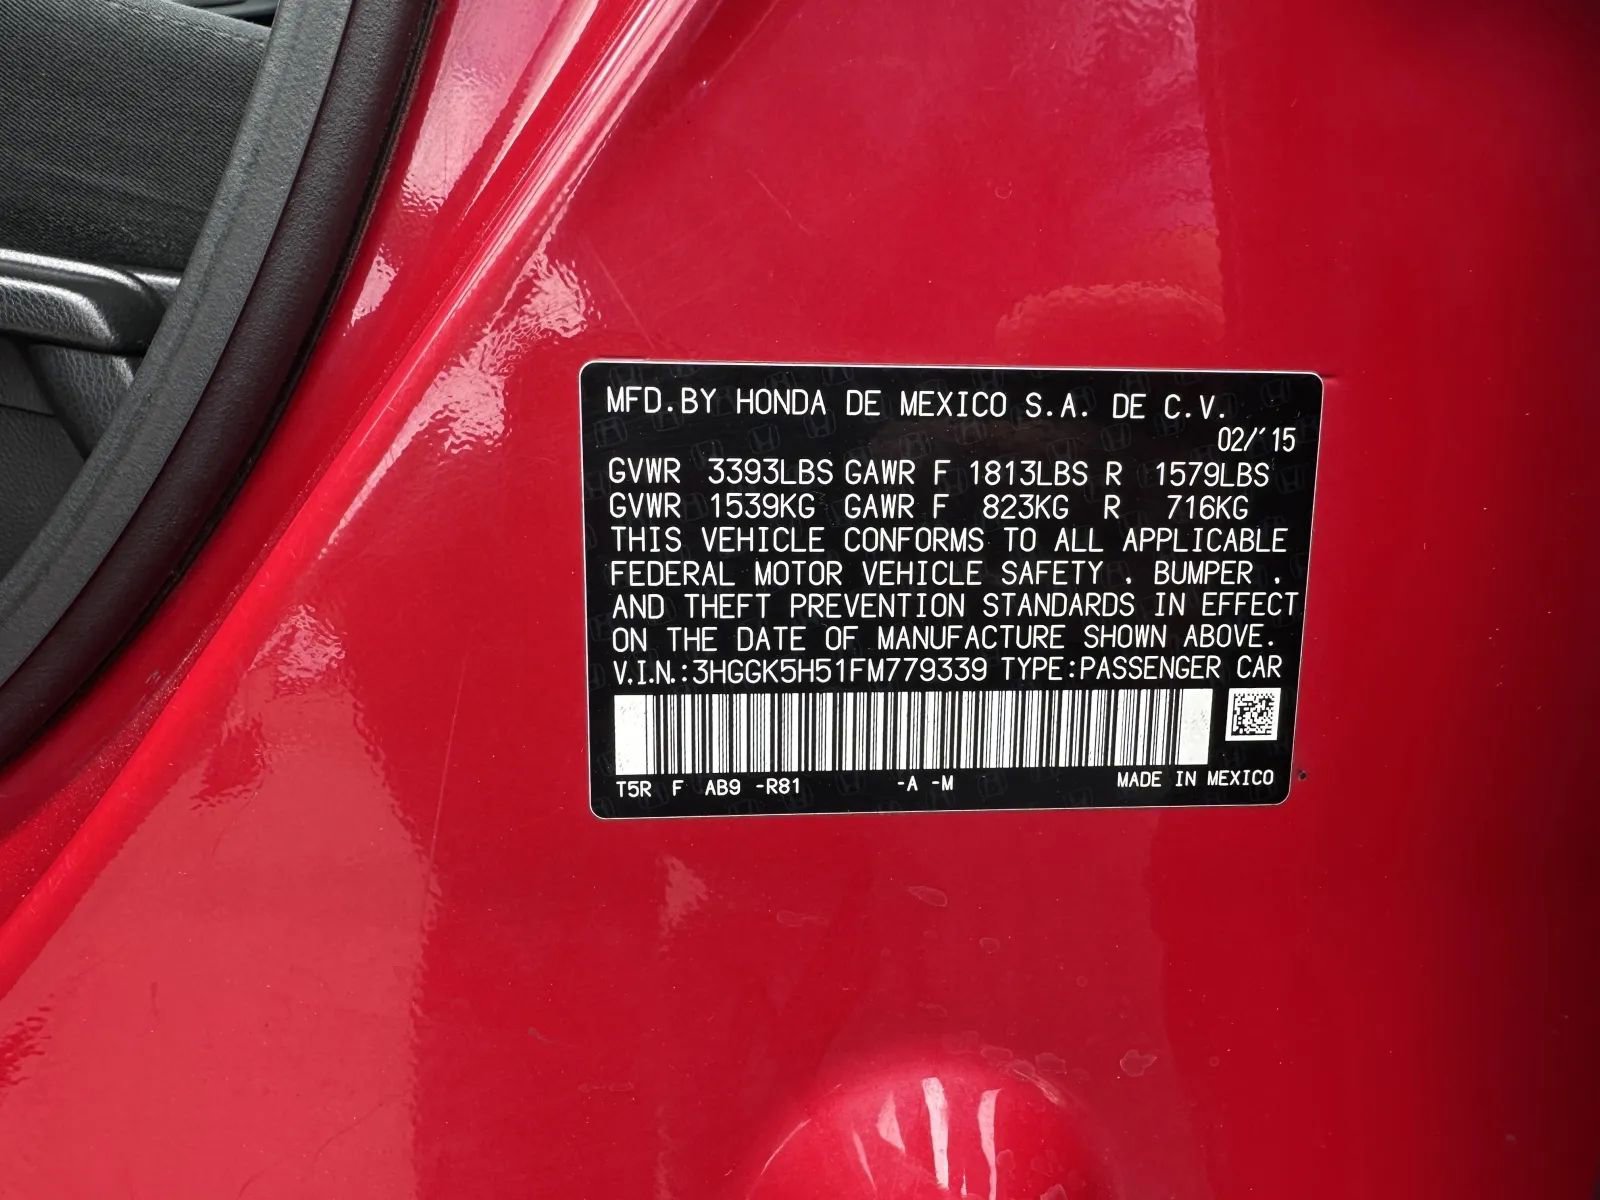 MFD.BY HONDA DE MEXICO S.A. DE C.V.
02/'15
GVWR 3393LBS GAWR F 1813LBS R 1579LBS
GVWR 1539KG GAWR F 823KG R 716KG
THIS VEHICLE CONFORMS TO ALL APPLICABLE
FEDERAL MOTOR VEHICLE SAFETY . BUMPER .
AND THEFT PREVENTION STANDARDS IN EFFECT
ON THE DATE OF MANUFACTURE SHOWN ABOVE.
V.I.N.:3HGGK5H51FM779339 TYPE:PASSENGER CAR
T5R F AB9 -R81 -A -M MADE IN MEXICO